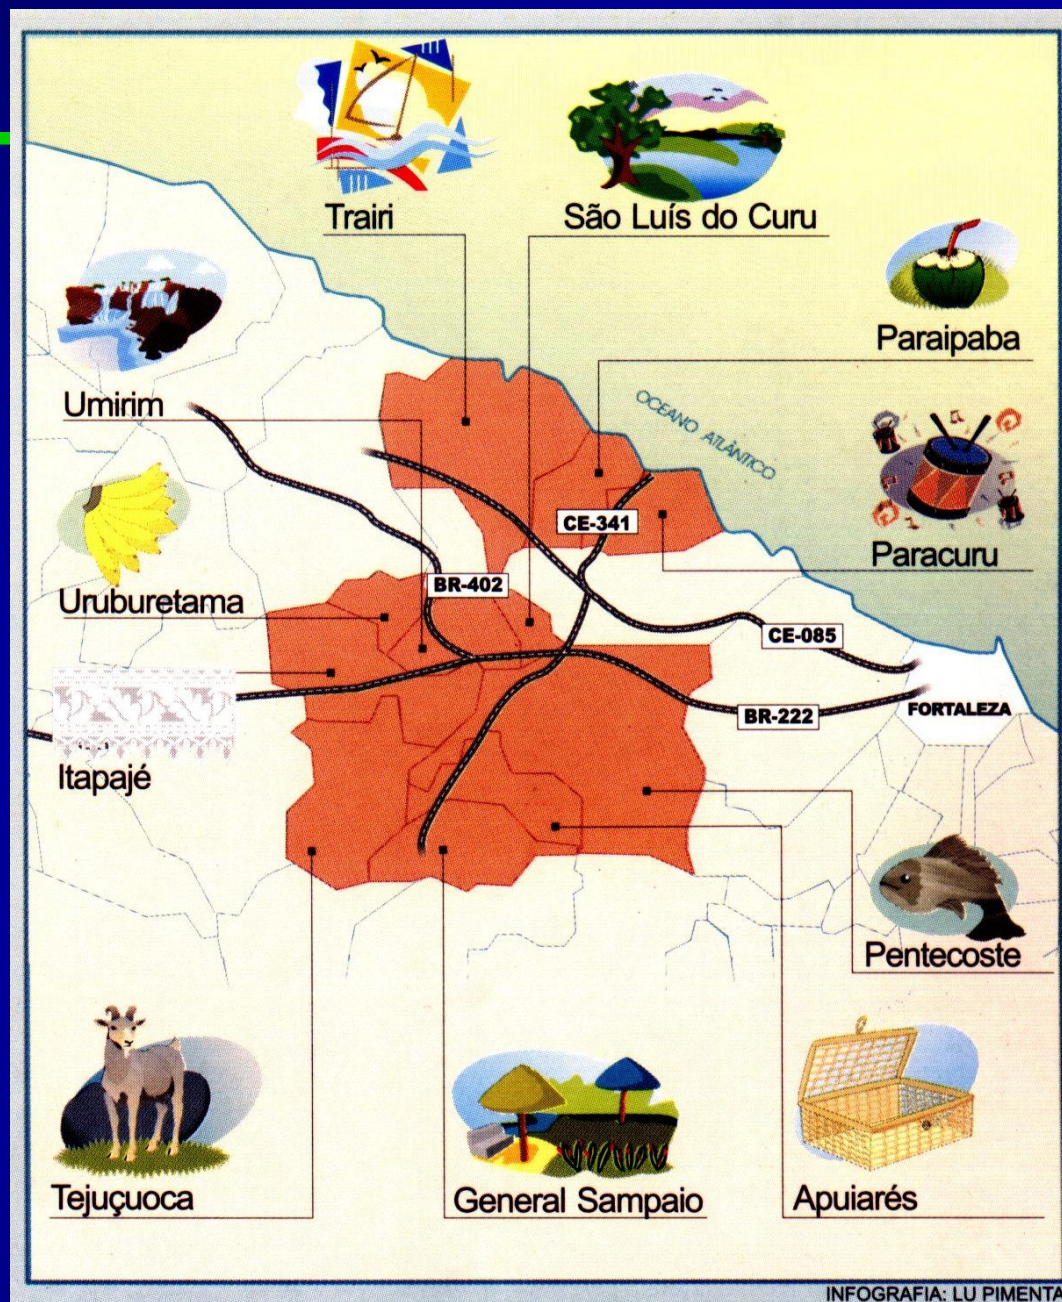 Trairi
São Luís do Curu
Paraipaba
Umirim
OCEANO ATLÂNTICO
CE-341
Paracuru
BR-402
Uruburetama
CE-085
FORTALEZA
BR-222
Itapajé
Pentecoste
Tejuçuoca
General Sampaio
Apuiarés
INFOGRAFIA: LU PIMENTA